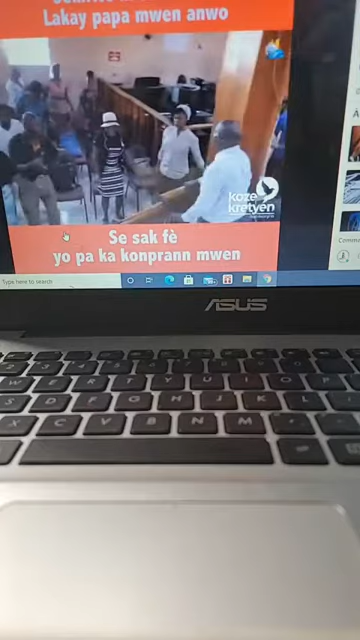 Lakay papa mwen anwo
koze
kretyen
Se sak fè
yo pa ka konprann mwen
Type here to search
ASUS
W E R T Y U I O P
S D F G H J K L
X C V B N M